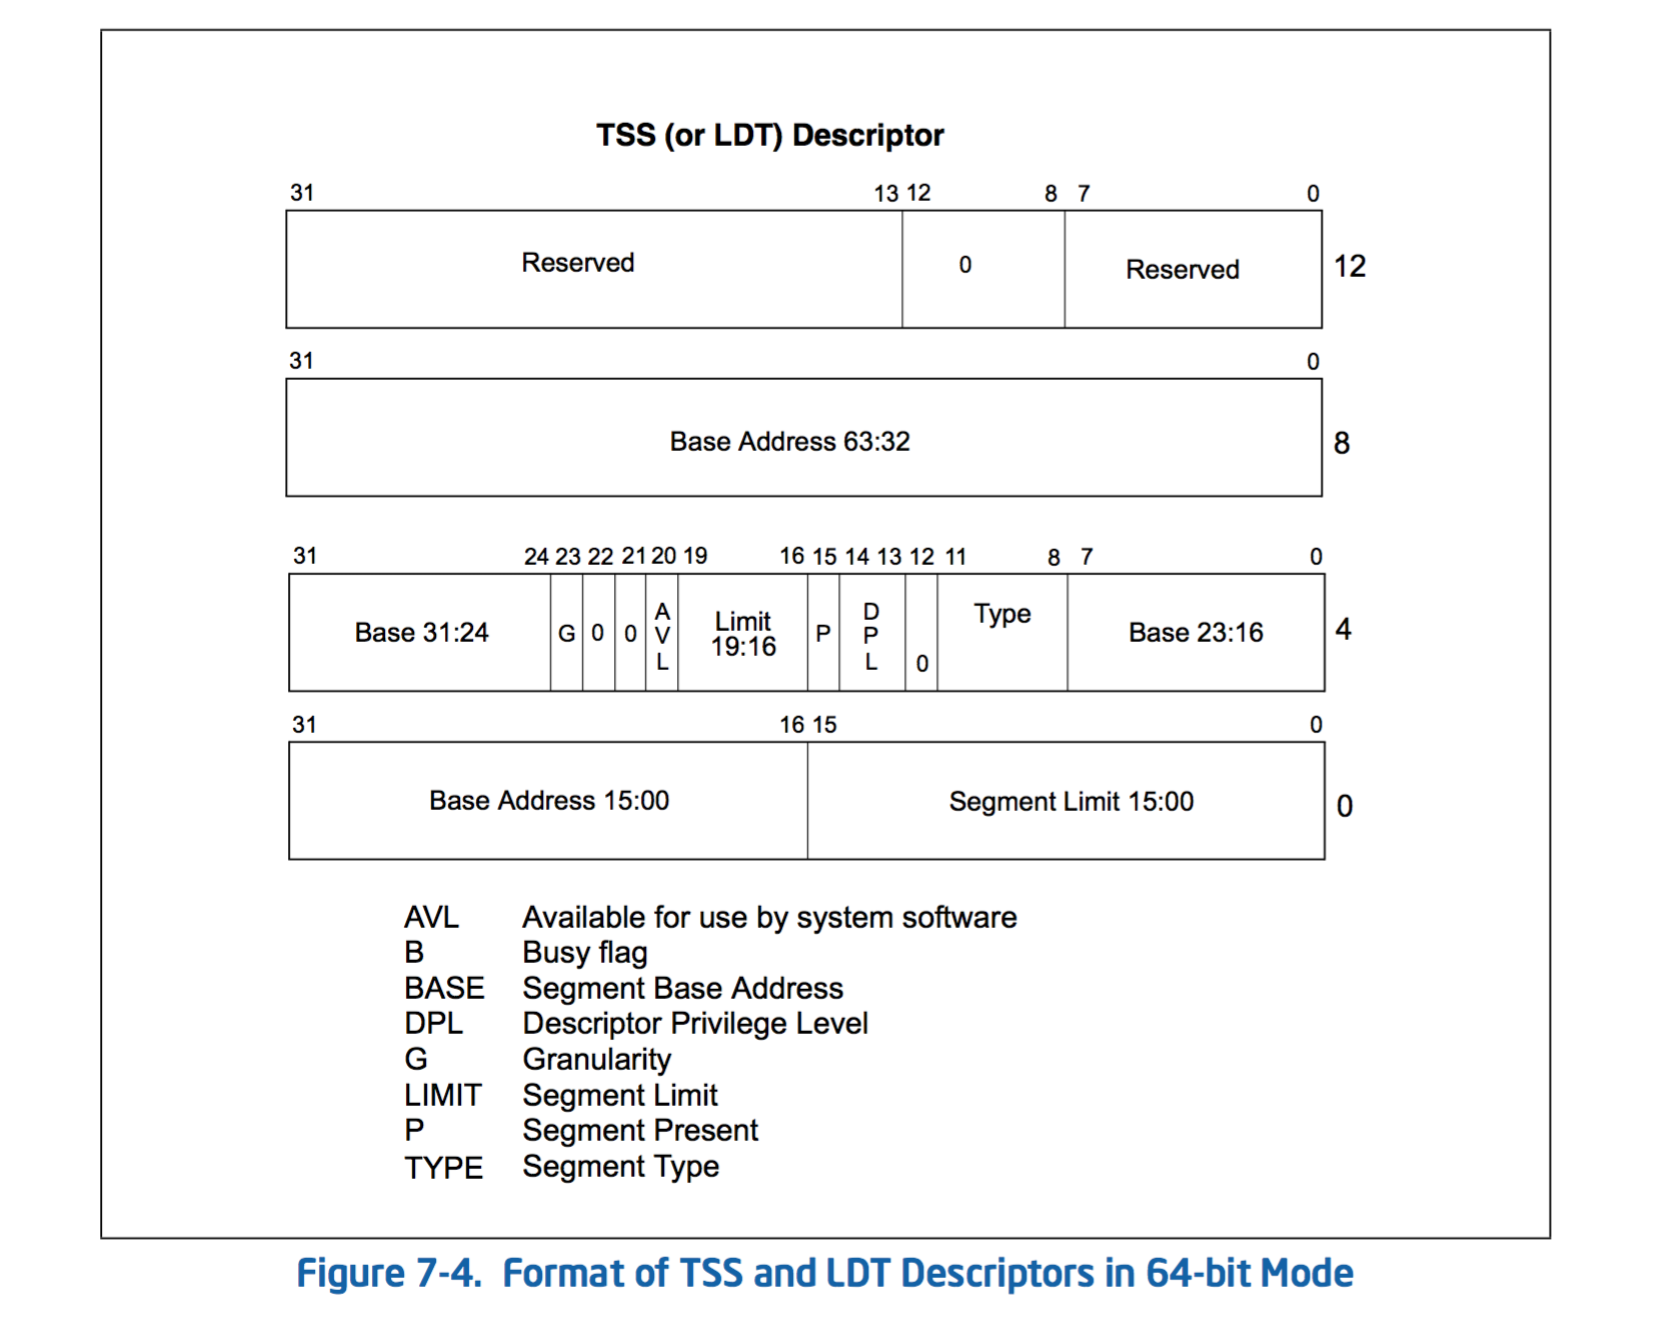 TSS (or LDT) Descriptor
31 13 12 8 7 0
Reserved 0 Reserved 12
31 0
Base Address 63:32 8
31 24 23 22 21 20 19 16 15 14 13 12 11 8 7 0
Base 31:24 G 0 0 AVL Limit 19:16 P DPL 0 Type Base 23:16 4
31 16 15 0
Base Address 15:00 Segment Limit 15:00 0
AVL Available for use by system software
B Busy flag
BASE Segment Base Address
DPL Descriptor Privilege Level
G Granularity
LIMIT Segment Limit
P Segment Present
TYPE Segment Type
Figure 7-4. Format of TSS and LDT Descriptors in 64-bit Mode